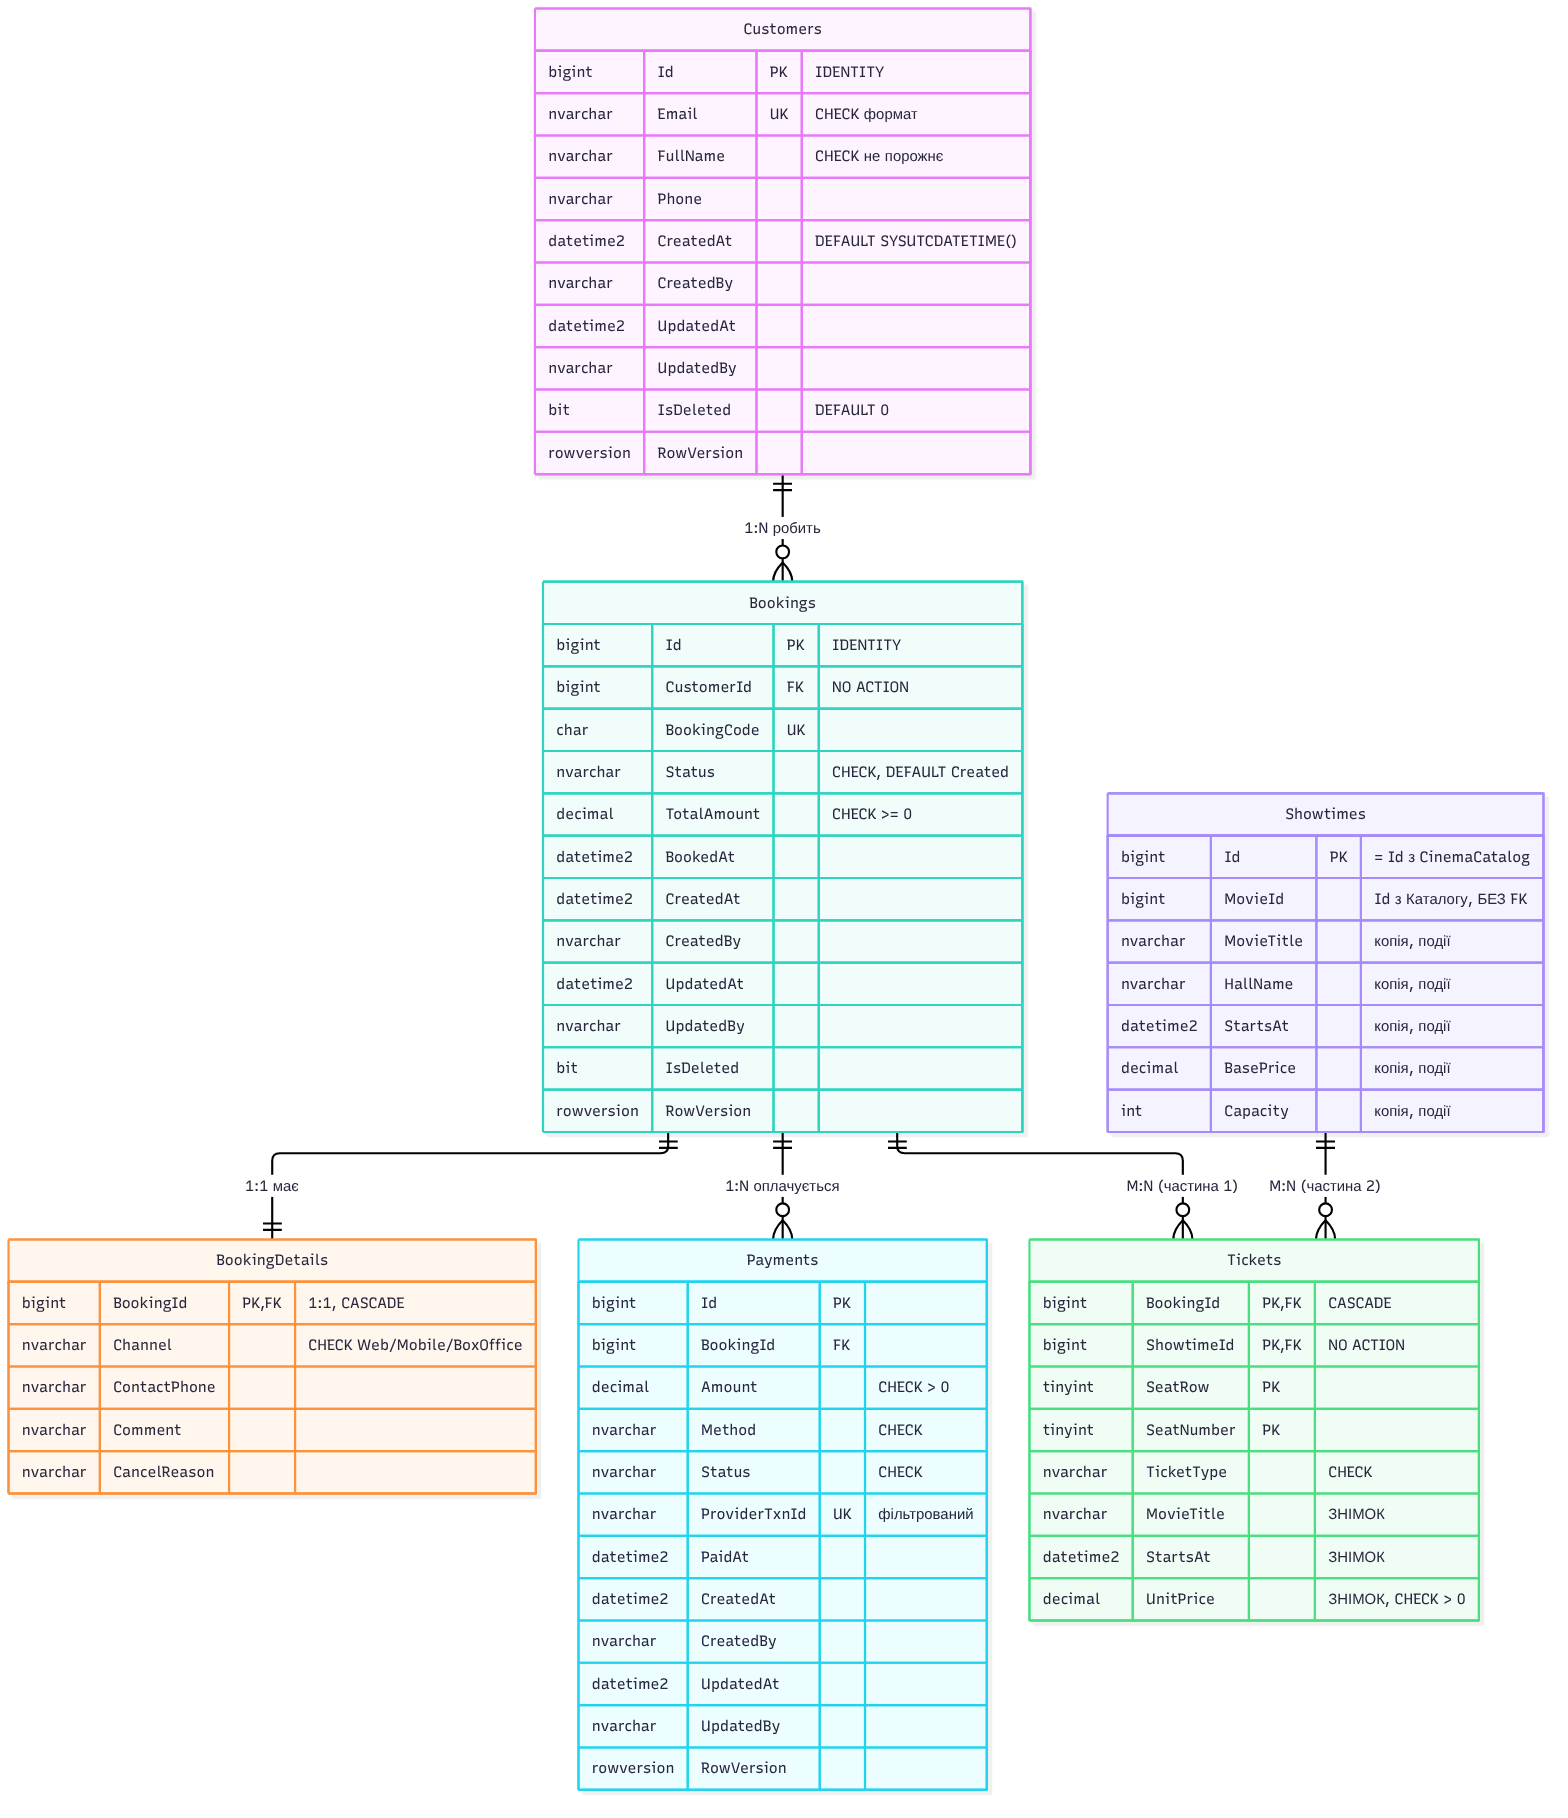 Customers
bigint Id PK IDENTITY
nvarchar Email UK CHECK формат
nvarchar FullName CHECK не порожнє
nvarchar Phone
datetime2 CreatedAt DEFAULT SYSUTCDATETIME()
nvarchar CreatedBy
datetime2 UpdatedAt
nvarchar UpdatedBy
bit IsDeleted DEFAULT 0
rowversion RowVersion
1:N робить
Bookings
bigint Id PK IDENTITY
bigint CustomerId FK NO ACTION
char BookingCode UK
nvarchar Status CHECK, DEFAULT Created
decimal TotalAmount CHECK >= 0
datetime2 BookedAt
datetime2 CreatedAt
nvarchar CreatedBy
datetime2 UpdatedAt
nvarchar UpdatedBy
bit IsDeleted
rowversion RowVersion
Showtimes
bigint Id PK = Id з CinemaCatalog
bigint MovieId Id з Каталогу, БЕЗ FK
nvarchar MovieTitle копія, події
nvarchar HallName копія, події
datetime2 StartsAt копія, події
decimal BasePrice копія, події
int Capacity копія, події
1:1 має
1:N оплачується
M:N (частина 1)
M:N (частина 2)
BookingDetails
bigint BookingId PK,FK 1:1, CASCADE
nvarchar Channel CHECK Web/Mobile/BoxOffice
nvarchar ContactPhone
nvarchar Comment
nvarchar CancelReason
Payments
bigint Id PK
bigint BookingId FK
decimal Amount CHECK > 0
nvarchar Method CHECK
nvarchar Status CHECK
nvarchar ProviderTxnId UK фільтрований
datetime2 PaidAt
datetime2 CreatedAt
nvarchar CreatedBy
datetime2 UpdatedAt
nvarchar UpdatedBy
rowversion RowVersion
Tickets
bigint BookingId PK,FK CASCADE
bigint ShowtimeId PK,FK NO ACTION
tinyint SeatRow PK
tinyint SeatNumber PK
nvarchar TicketType CHECK
nvarchar MovieTitle ЗНІМОК
datetime2 StartsAt ЗНІМОК
decimal UnitPrice ЗНІМОК, CHECK > 0